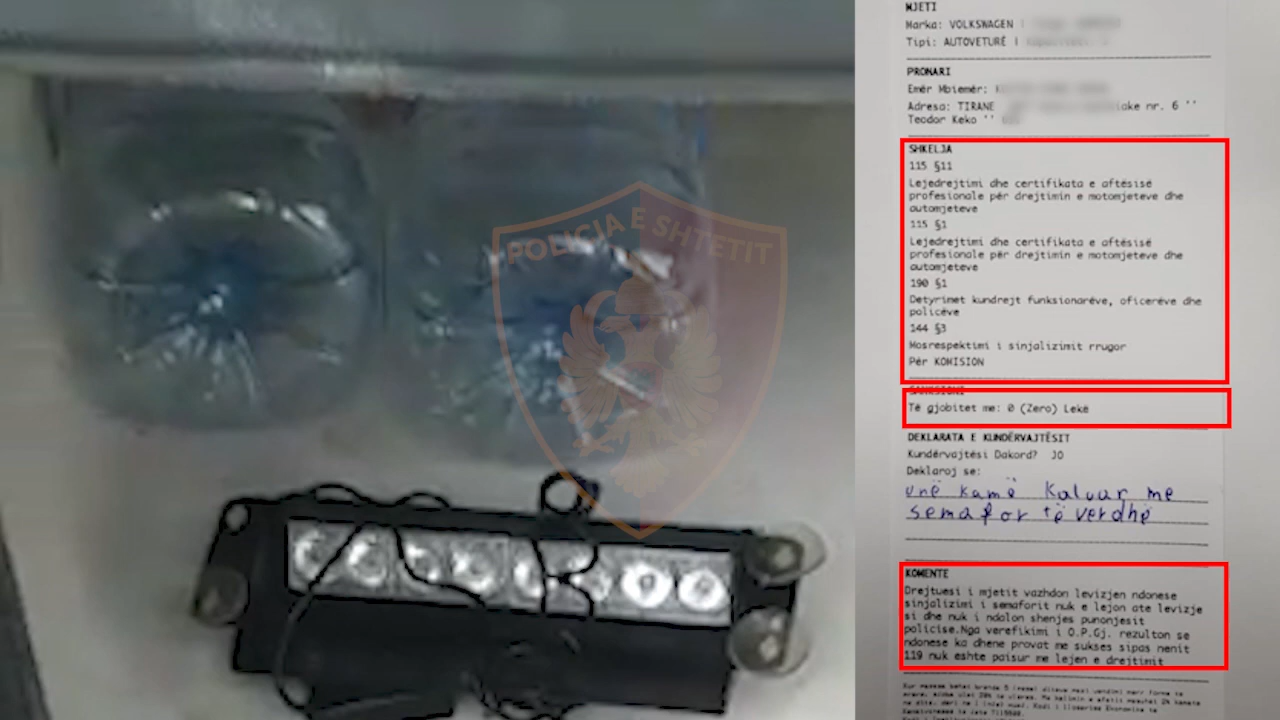 POLICIA E SHTETIT
MJETI
Marka: VOLKSWAGEN |
Tipi: AUTOVETURË |
PRONARI
Emër Mbiemër:
Adresa: TIRANE nr. 6 ''
Teodor Keko ''
SHKELJA
115 §11
Lejedrejtimi dhe certifikata e aftësisë
profesionale për drejtimin e motomjeteve dhe
automjeteve
115 §1
Lejedrejtimi dhe certifikata e aftësisë
profesionale për drejtimin e motomjeteve dhe
automjeteve
190 §1
Detyrimet kundrejt funksionarëve, oficerëve dhe
policëve
144 §3
Mosrespektimi i sinjalizimit rrugor
Për KOMISION
SANKSIONI
Të gjobitet me: 0 (Zero) Lekë
DEKLARATA E KUNDËRVAJTËSIT
Kundërvajtësi Dakord? JO
Deklaroj se:
unë kamë kaluar me
semafor të verdhë
KOMENTE
Drejtuesi i mjetit vazhdon levizjen ndonese
sinjalizimi i semaforit nuk e lejon ate levizje
si dhe nuk i ndalon shenjes punonjesit
policise.Nga verefikimi i O.P.Gj. rezulton se
ndonese ka dhene provat me sukses sipas nenit
119 nuk eshte paisur me lejen e drejtimit